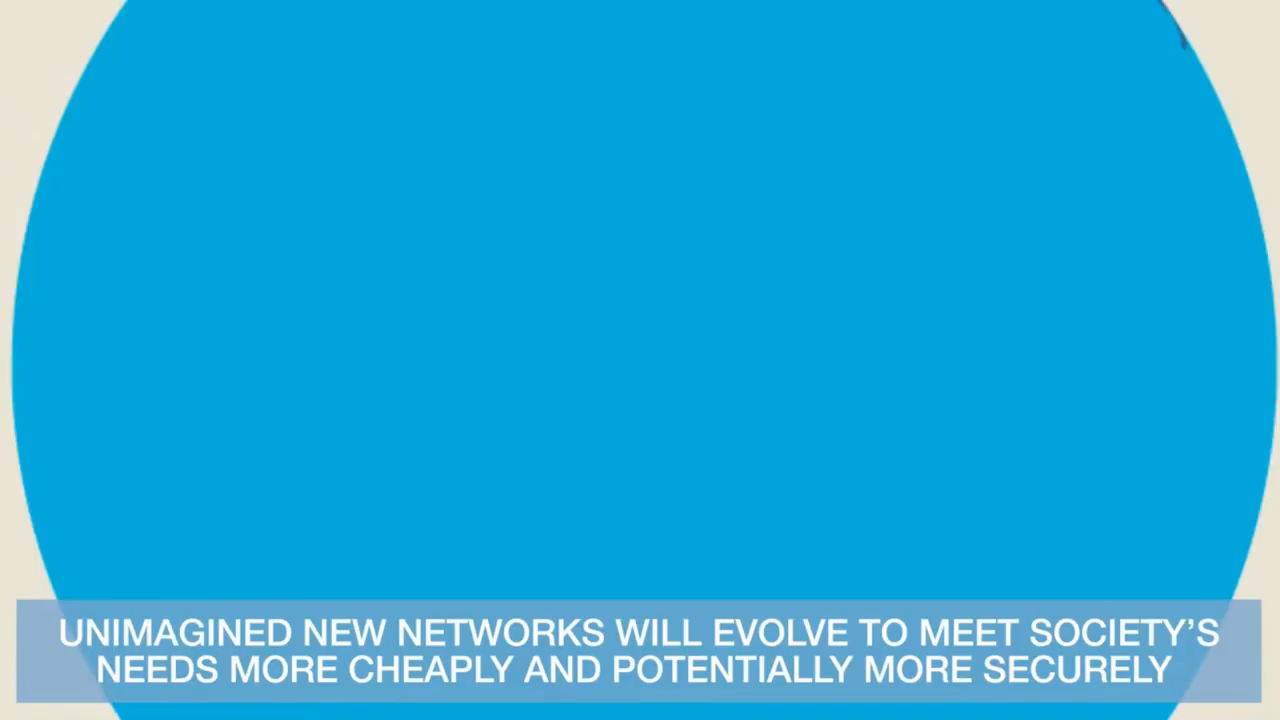 UNIMAGINED NEW NETWORKS WILL EVOLVE TO MEET SOCIETY’S
NEEDS MORE CHEAPLY AND POTENTIALLY MORE SECURELY